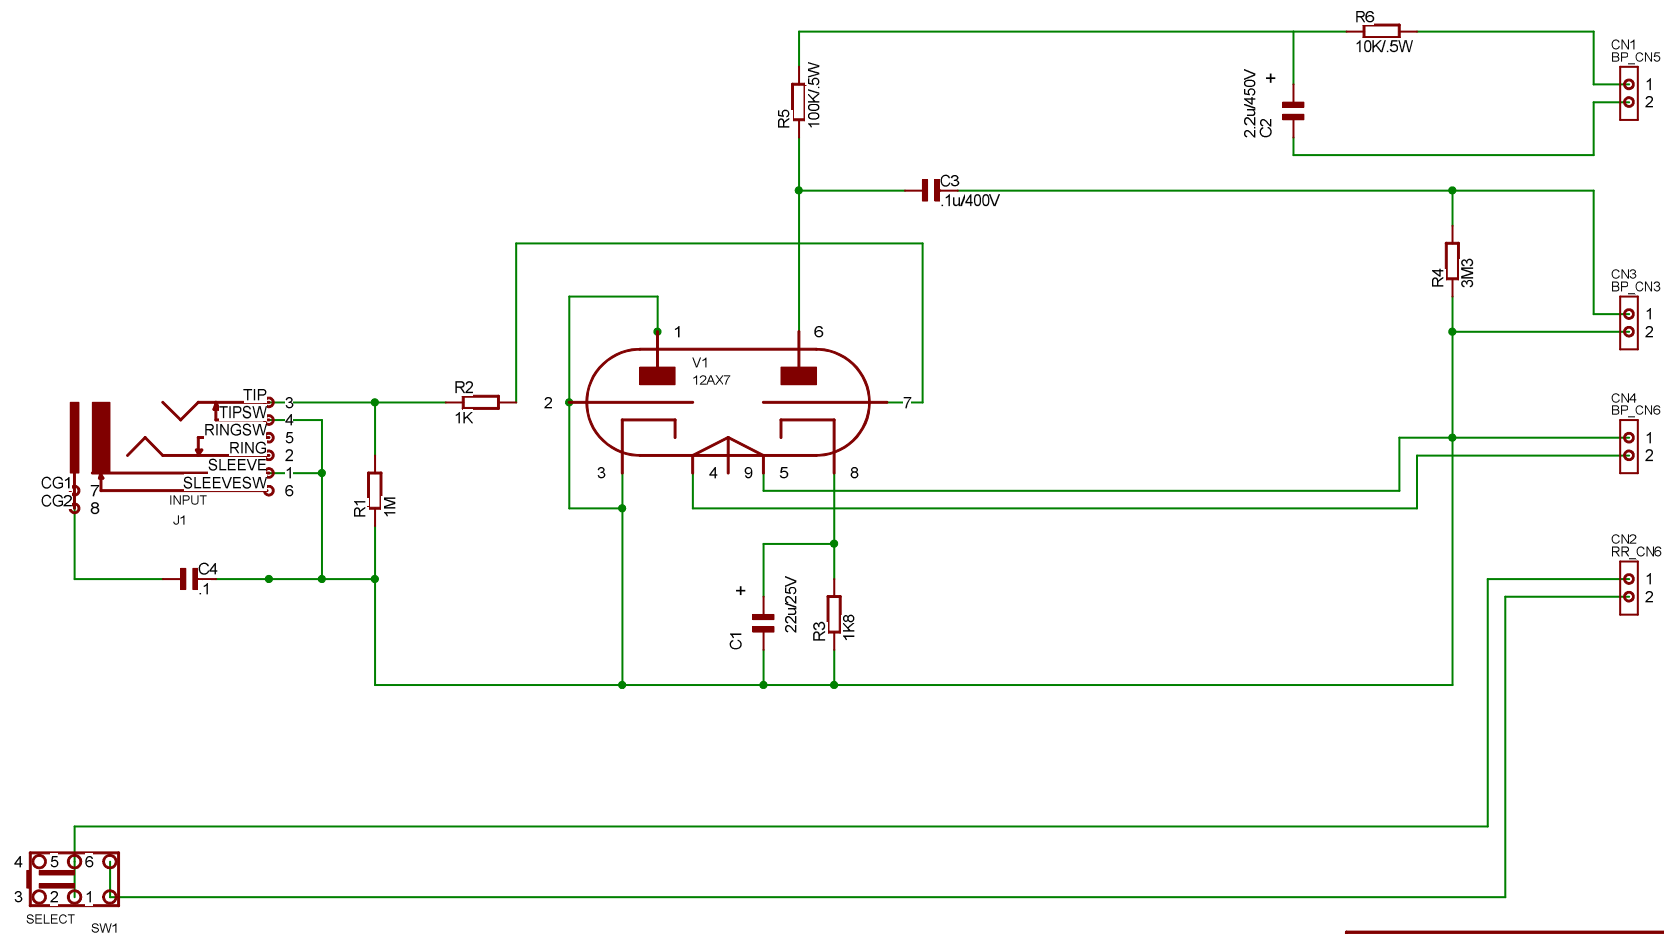 R6
10K/.5W
CN1
BP_CN5
1
2
+
2.2u/450V
C2
R5
100K/.5W
C3
.1u/400V
R4
3M3
CN3
BP_CN3
1
2
1
6
V1
12AX7
2
7
3
4
9
5
8
R2
1K
TIP
3
TIPSW
4
RINGSW
5
RING
2
SLEEVE
1
SLEEVESW
6
CG1
7
CG2
8
INPUT
J1
R1
1M
C4
.1
CN4
BP_CN6
1
2
+
22u/25V
C1
R3
1K8
CN2
RR_CN6
1
2
4
5
6
3
2
1
SELECT
SW1